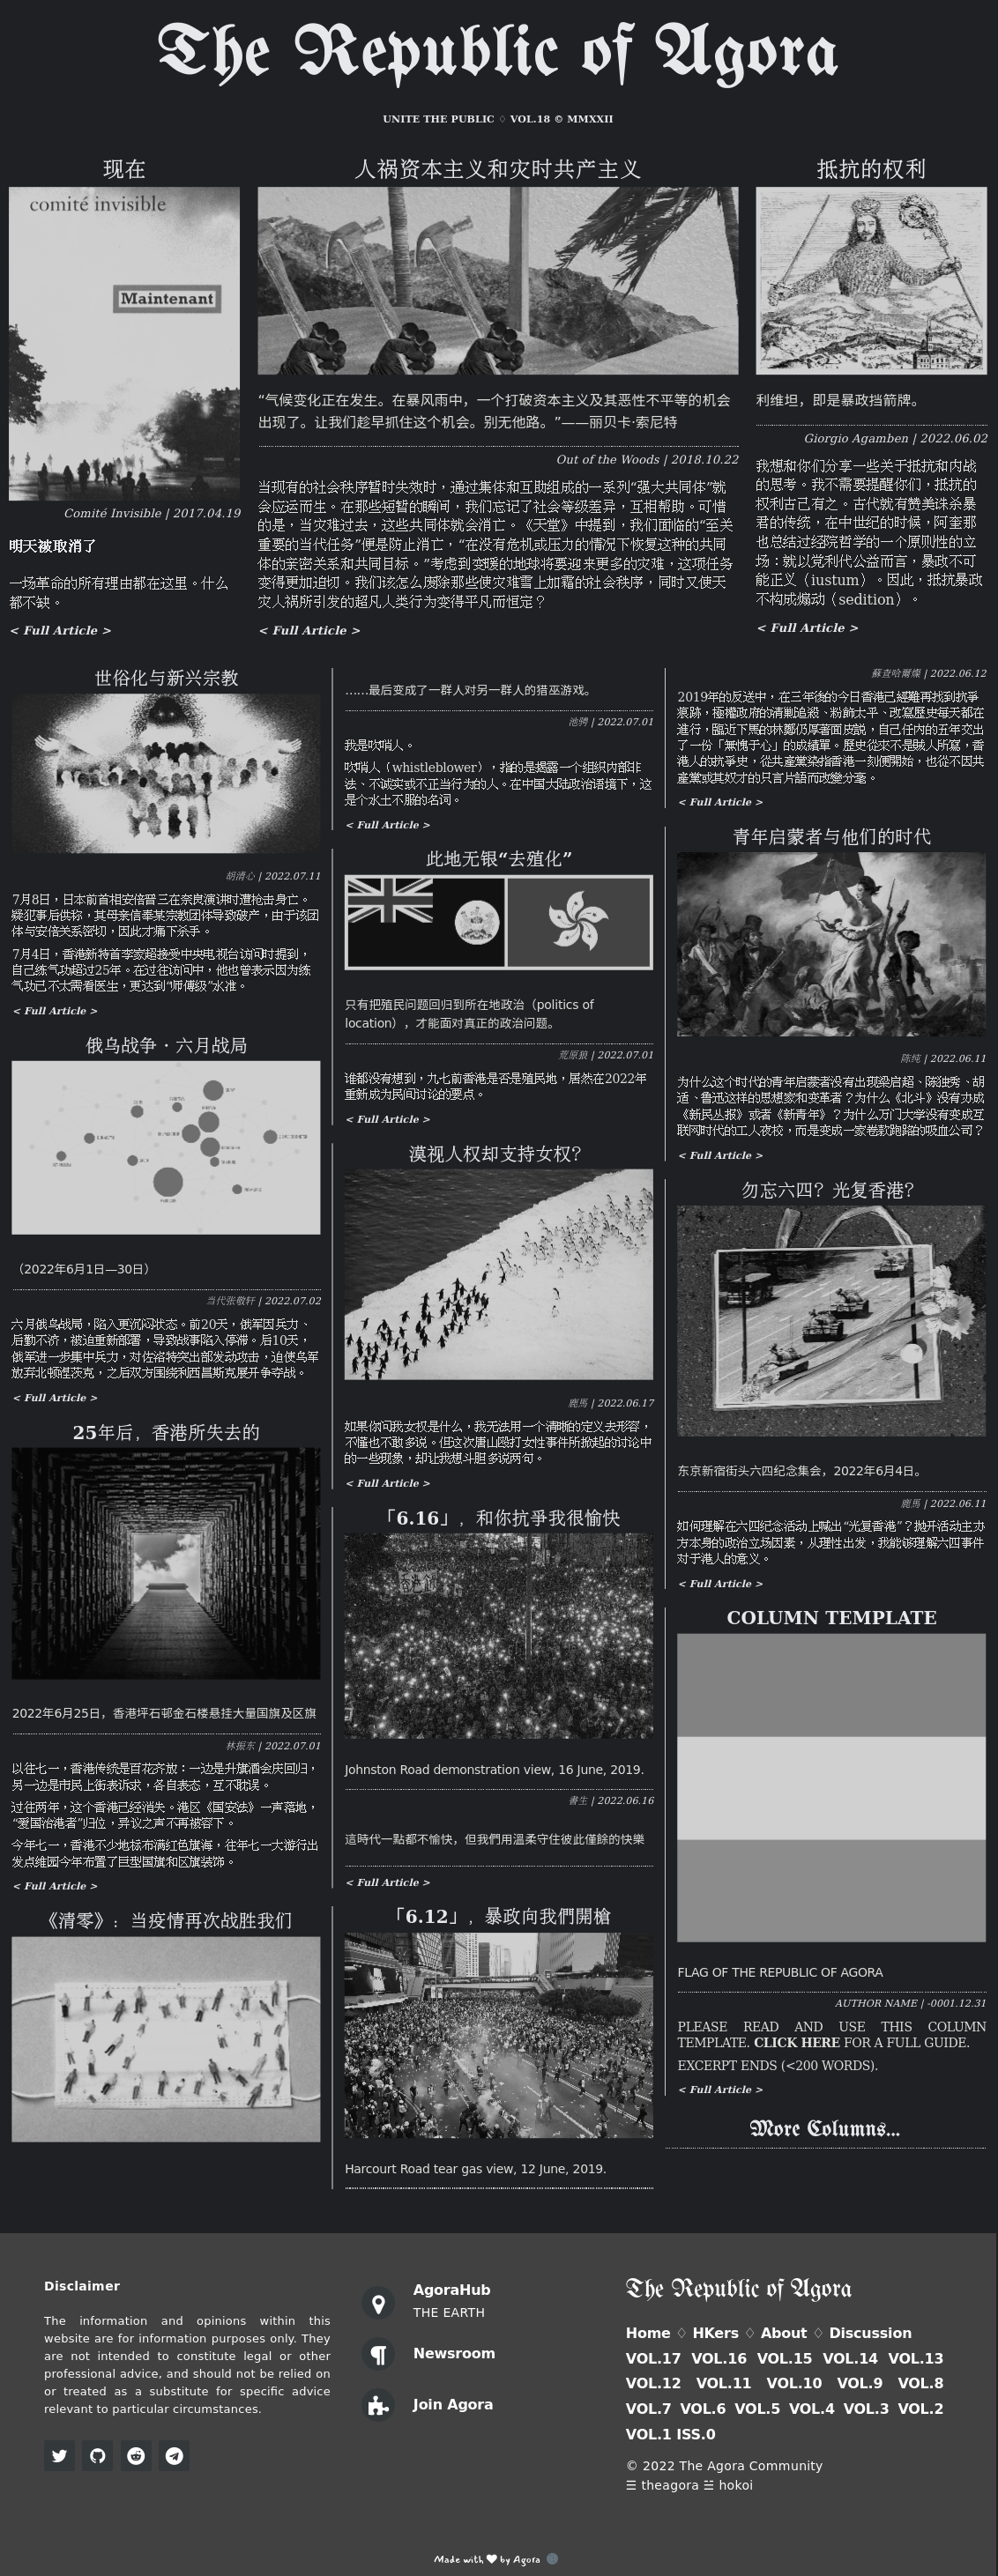 The Republic of Agora
UNITE THE PUBLIC ♢ VOL.18 © MMXXII
现在
comité invisible
Maintenant
Comité Invisible | 2017.04.19
明天被取消了
一场革命的所有理由都在这里。什么
都不缺。
< Full Article >
人祸资本主义和灾时共产主义
“气候变化正在发生。在暴风雨中，一个打破资本主义及其恶性不平等的机会
出现了。让我们趁早抓住这个机会。别无他路。”——丽贝卡·索尼特
Out of the Woods | 2018.10.22
当现有的社会秩序暂时失效时，通过集体和互助组成的一系列“强大共同体”就
会应运而生。在那些短暂的瞬间，我们忘记了社会等级差异，互相帮助。可惜
的是，当灾难过去，这些共同体就会消亡。《天堂》中提到，我们面临的“至关
重要的当代任务”便是防止消亡，“在没有危机或压力的情况下恢复这种的共同
体的亲密关系和共同目标。”考虑到变暖的地球将要迎来更多的灾难，这项任务
变得更加迫切。我们该怎么废除那些使灾难雪上加霜的社会秩序，同时又使天
灾人祸所引发的超凡人类行为变得平凡而恒定？
< Full Article >
抵抗的权利
利维坦，即是暴政挡箭牌。
Giorgio Agamben | 2022.06.02
我想和你们分享一些关于抵抗和内战
的思考。我不需要提醒你们，抵抗的
权利古已有之。古代就有赞美诛杀暴
君的传统，在中世纪的时候，阿奎那
也总结过经院哲学的一个原则性的立
场：就以党利代公益而言，暴政不可
能正义（iustum）。因此，抵抗暴政
不构成煽动（sedition）。
< Full Article >
世俗化与新兴宗教
胡清心 | 2022.07.11
7月8日，日本前首相安倍晋三在奈良演讲时遭枪击身亡。
疑犯事后供称，其母亲信奉某宗教团体导致破产，由于该团
体与安倍关系密切，因此才痛下杀手。
7月4日，香港新特首李家超接受中央电视台访问时提到，
自己练气功超过25年。在过往访问中，他也曾表示因为练
气功已不太需看医生，更达到“师傅级”水准。
< Full Article >
俄乌战争 · 六月战局
（2022年6月1日—30日）
当代张敬轩 | 2022.07.02
六月俄乌战局，陷入更沉闷状态。前20天，俄军因兵力、
后勤不济，被迫重新部署，导致战事陷入停滞。后10天，
俄军进一步集中兵力，对佐洛特突出部发动攻击，迫使乌军
放弃北顿涅茨克，之后双方围绕利西昌斯克展开争夺战。
< Full Article >
25年后，香港所失去的
2022年6月25日，香港坪石邨金石楼悬挂大量国旗及区旗
林振东 | 2022.07.01
以往七一，香港传统是百花齐放：一边是升旗酒会庆回归，
另一边是市民上街表诉求，各自表态，互不耽误。
过往两年，这个香港已经消失。港区《国安法》一声落地，
“爱国治港者”归位，异议之声不再被容下。
今年七一，香港不少地标布满红色旗海，往年七一大游行出
发点维园今年布置了巨型国旗和区旗装饰。
< Full Article >
《清零》：当疫情再次战胜我们
……最后变成了一群人对另一群人的猎巫游戏。
池骋 | 2022.07.01
我是吹哨人。
吹哨人（whistleblower），指的是揭露一个组织内部非
法、不诚实或不正当行为的人。在中国大陆政治语境下，这
是个水土不服的名词。
< Full Article >
此地无银“去殖化”
只有把殖民问题回归到所在地政治（politics of
location），才能面对真正的政治问题。
荒原狼 | 2022.07.01
谁都没有想到，九七前香港是否是殖民地，居然在2022年
重新成为民间讨论的要点。
< Full Article >
漠视人权却支持女权？
鹿馬 | 2022.06.17
如果你问我女权是什么，我无法用一个清晰的定义去形容，
不懂也不敢多说。但这次唐山殴打女性事件所掀起的讨论中
的一些现象，却让我想斗胆多说两句。
< Full Article >
「6.16」，和你抗爭我很愉快
Johnston Road demonstration view, 16 June, 2019.
書生 | 2022.06.16
這時代一點都不愉快，但我們用溫柔守住彼此僅餘的快樂
< Full Article >
「6.12」，暴政向我們開槍
Harcourt Road tear gas view, 12 June, 2019.
蘇查哈爾燦 | 2022.06.12
2019年的反送中，在三年後的今日香港已經難再找到抗爭
痕跡，極權政府的清剿追殺、粉飾太平、改寫歷史每天都在
進行，臨近下馬的林鄭仍厚著面皮說，自己任内的五年交出
了一份「無愧于心」的成績單。歷史從來不是賊人所寫，香
港人的抗爭史，從共產黨染指香港一刻便開始，也從不因共
產黨或其奴才的只言片語而改變分毫。
< Full Article >
青年启蒙者与他们的时代
陈纯 | 2022.06.11
为什么这个时代的青年启蒙者没有出现梁启超、陈独秀、胡
适、鲁迅这样的思想家和变革者？为什么《北斗》没有办成
《新民丛报》或者《新青年》？为什么万门大学没有变成互
联网时代的工人夜校，而是变成一家卷款跑路的吸血公司？
< Full Article >
勿忘六四？光复香港？
东京新宿街头六四纪念集会，2022年6月4日。
鹿馬 | 2022.06.11
如何理解在六四纪念活动上喊出“光复香港”？抛开活动主办
方本身的政治立场因素，从理性出发，我能够理解六四事件
对于港人的意义。
< Full Article >
COLUMN TEMPLATE
FLAG OF THE REPUBLIC OF AGORA
AUTHOR NAME | -0001.12.31
PLEASE READ AND USE THIS COLUMN
TEMPLATE. CLICK HERE FOR A FULL GUIDE.
EXCERPT ENDS (<200 WORDS).
< Full Article >
More Columns...
Disclaimer
The information and opinions within this
website are for information purposes only. They
are not intended to constitute legal or other
professional advice, and should not be relied on
or treated as a substitute for specific advice
relevant to particular circumstances.
AgoraHub
THE EARTH
Newsroom
Join Agora
The Republic of Agora
Home ♢ HKers ♢ About ♢ Discussion
VOL.17 VOL.16 VOL.15 VOL.14 VOL.13
VOL.12 VOL.11 VOL.10 VOL.9 VOL.8
VOL.7 VOL.6 VOL.5 VOL.4 VOL.3 VOL.2
VOL.1 ISS.0
© 2022 The Agora Community
☰ theagora ☱ hokoi
Made with ♥ by Agora